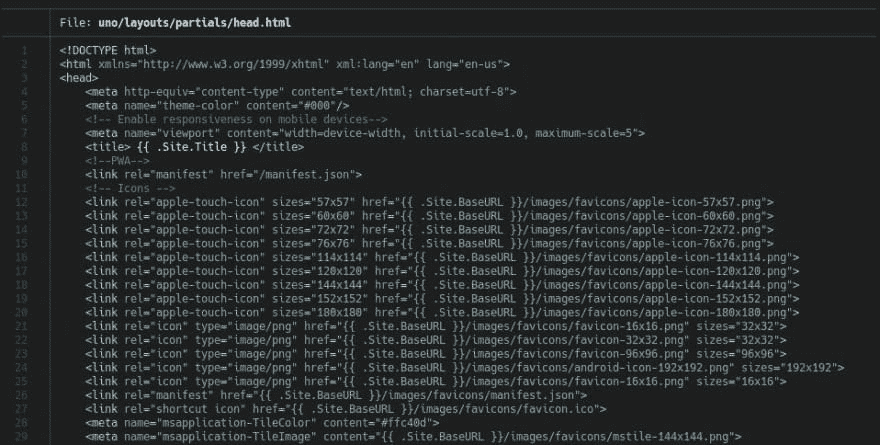 File: uno/layouts/partials/head.html
1 <!DOCTYPE html>
2 <html xmlns="http://www.w3.org/1999/xhtml" xml:lang="en" lang="en-us">
3 <head>
4 <meta http-equiv="content-type" content="text/html; charset=utf-8">
5 <meta name="theme-color" content="#000"/>
6 <!-- Enable responsiveness on mobile devices-->
7 <meta name="viewport" content="width=device-width, initial-scale=1.0, maximum-scale=5">
8 <title> {{ .Site.Title }} </title>
9 <!--PWA-->
10 <link rel="manifest" href="/manifest.json">
11 <!-- Icons -->
12 <link rel="apple-touch-icon" sizes="57x57" href="{{ .Site.BaseURL }}/images/favicons/apple-icon-57x57.png">
13 <link rel="apple-touch-icon" sizes="60x60" href="{{ .Site.BaseURL }}/images/favicons/apple-icon-60x60.png">
14 <link rel="apple-touch-icon" sizes="72x72" href="{{ .Site.BaseURL }}/images/favicons/apple-icon-72x72.png">
15 <link rel="apple-touch-icon" sizes="76x76" href="{{ .Site.BaseURL }}/images/favicons/apple-icon-76x76.png">
16 <link rel="apple-touch-icon" sizes="114x114" href="{{ .Site.BaseURL }}/images/favicons/apple-icon-114x114.png">
17 <link rel="apple-touch-icon" sizes="120x120" href="{{ .Site.BaseURL }}/images/favicons/apple-icon-120x120.png">
18 <link rel="apple-touch-icon" sizes="144x144" href="{{ .Site.BaseURL }}/images/favicons/apple-icon-144x144.png">
19 <link rel="apple-touch-icon" sizes="152x152" href="{{ .Site.BaseURL }}/images/favicons/apple-icon-152x152.png">
20 <link rel="apple-touch-icon" sizes="180x180" href="{{ .Site.BaseURL }}/images/favicons/apple-icon-180x180.png">
21 <link rel="icon" type="image/png" href="{{ .Site.BaseURL }}/images/favicons/favicon-16x16.png" sizes="32x32">
22 <link rel="icon" type="image/png" href="{{ .Site.BaseURL }}/images/favicons/favicon-32x32.png" sizes="32x32">
23 <link rel="icon" type="image/png" href="{{ .Site.BaseURL }}/images/favicons/favicon-96x96.png" sizes="96x96">
24 <link rel="icon" type="image/png" href="{{ .Site.BaseURL }}/images/favicons/android-icon-192x192.png" sizes="192x192">
25 <link rel="icon" type="image/png" href="{{ .Site.BaseURL }}/images/favicons/favicon-16x16.png" sizes="16x16">
26 <link rel="manifest" href="{{ .Site.BaseURL }}/images/favicons/manifest.json">
27 <link rel="shortcut icon" href="{{ .Site.BaseURL }}/images/favicons/favicon.ico">
28 <meta name="msapplication-TileColor" content="#ffc40d">
29 <meta name="msapplication-TileImage" content="{{ .Site.BaseURL }}/images/favicons/mstile-144x144.png">